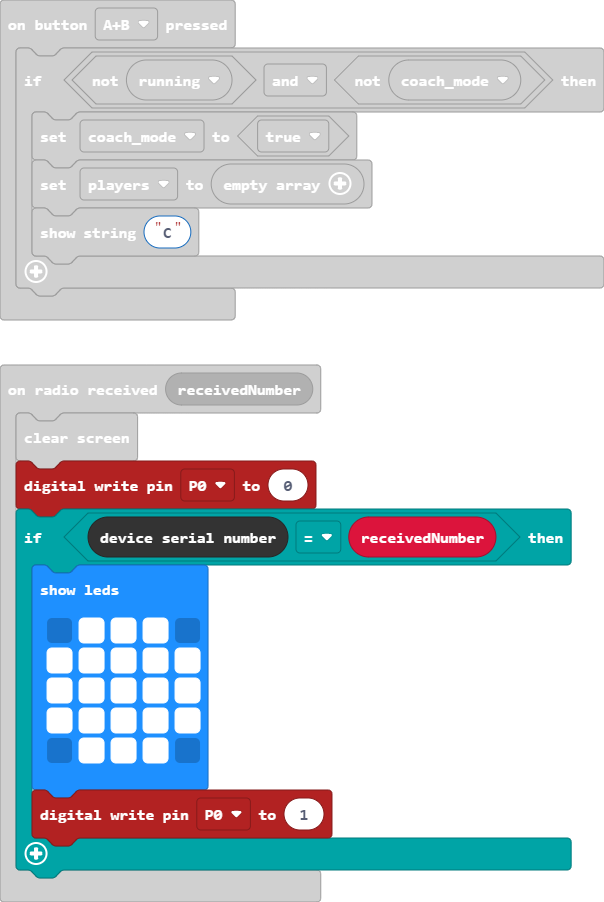 on button A+B pressed
if not running and not coach_mode then
set coach_mode to true
set players to empty array
show string "C"
on radio received receivedNumber
clear screen
digital write pin P0 to 0
if device serial number = receivedNumber then
show leds
digital write pin P0 to 1